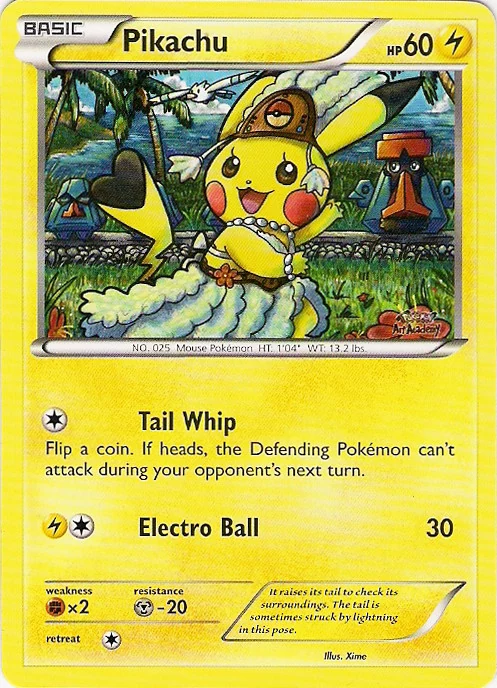 BASIC
Pikachu
HP60
NO. 025 Mouse Pokémon HT: 1'04" WT: 13.2 lbs.
Pokémon
Art Academy
Tail Whip
Flip a coin. If heads, the Defending Pokémon can't
attack during your opponent's next turn.
Electro Ball 30
weakness resistance
×2 -20
retreat
It raises its tail to check its
surroundings. The tail is
sometimes struck by lightning
in this pose.
Illus. Xime